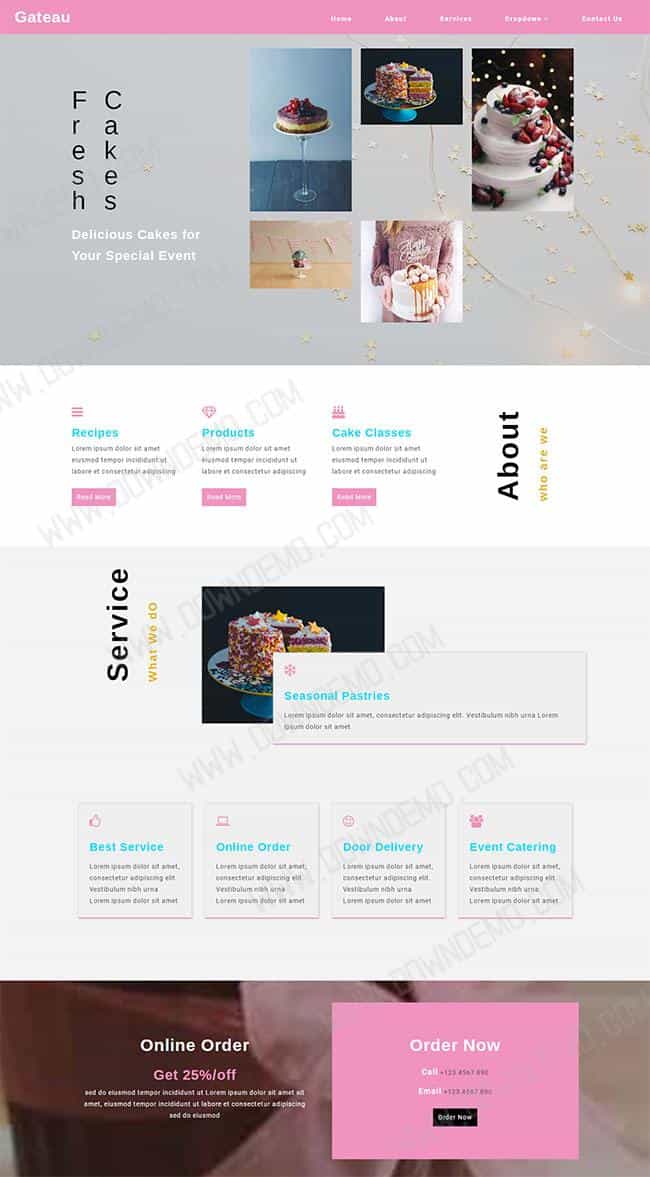 Gateau
Home About Services Dropdown Contact Us
Fresh Cakes
Delicious Cakes for
Your Special Event
Happy
Recipes
Lorem ipsum dolor sit amet
eiusmod tempor incididunt ut
labore et consectetur adipiscing
Read More
Products
Lorem ipsum dolor sit amet
eiusmod tempor incididunt ut
labore et consectetur adipiscing
Read More
Cake Classes
Lorem ipsum dolor sit amet
eiusmod tempor incididunt ut
labore et consectetur adipiscing
Read More
About
who are we
Service
What We do
Seasonal Pastries
Lorem ipsum dolor sit amet, consectetur adipiscing elit. Vestibulum nibh urna Lorem
ipsum dolor sit amet
Best Service
Lorem ipsum dolor sit amet,
consectetur adipiscing elit.
Vestibulum nibh urna
Lorem ipsum dolor sit amet
Online Order
Lorem ipsum dolor sit amet,
consectetur adipiscing elit.
Vestibulum nibh urna
Lorem ipsum dolor sit amet
Door Delivery
Lorem ipsum dolor sit amet,
consectetur adipiscing elit.
Vestibulum nibh urna
Lorem ipsum dolor sit amet
Event Catering
Lorem ipsum dolor sit amet,
consectetur adipiscing elit.
Vestibulum nibh urna
Lorem ipsum dolor sit amet
Online Order
Get 25%/off
sed do eiusmod tempor incididunt ut Lorem ipsum dolor sit amet sit
amet, eiusmod tempor incididunt ut labore et consectetur adipiscing
sed do eiusmod
Order Now
Call +123 4567 890
Email +123 4567 890
Order Now
WWW.DOWNDEMO.COM
WWW.DOWNDEMO.COM
WWW.DOWNDEMO.COM